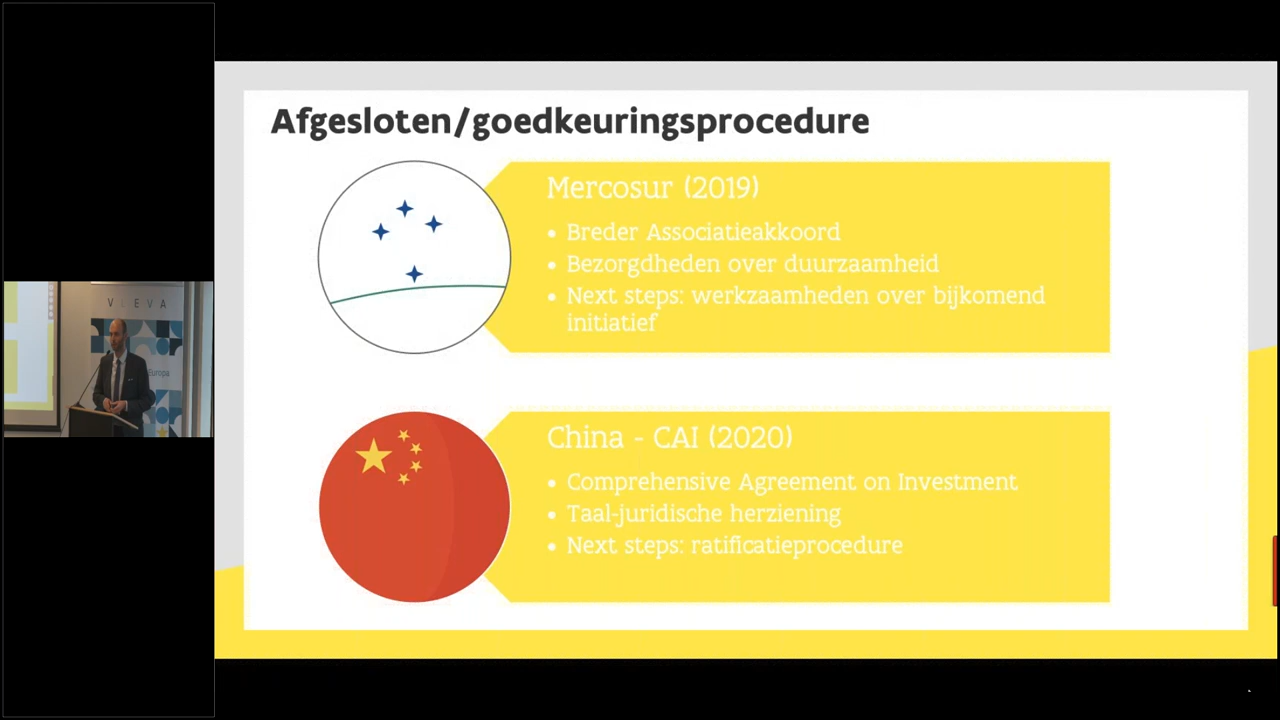 Afgesloten/goedkeuringsprocedure
Mercosur (2019)
• Breder Associatieakkoord
• Bezorgdheden over duurzaamheid
• Next steps: werkzaamheden over bijkomend
initiatief
China - CAI (2020)
• Comprehensive Agreement on Investment
• Taal-juridische herziening
• Next steps: ratificatieprocedure
VLEVA
Europa